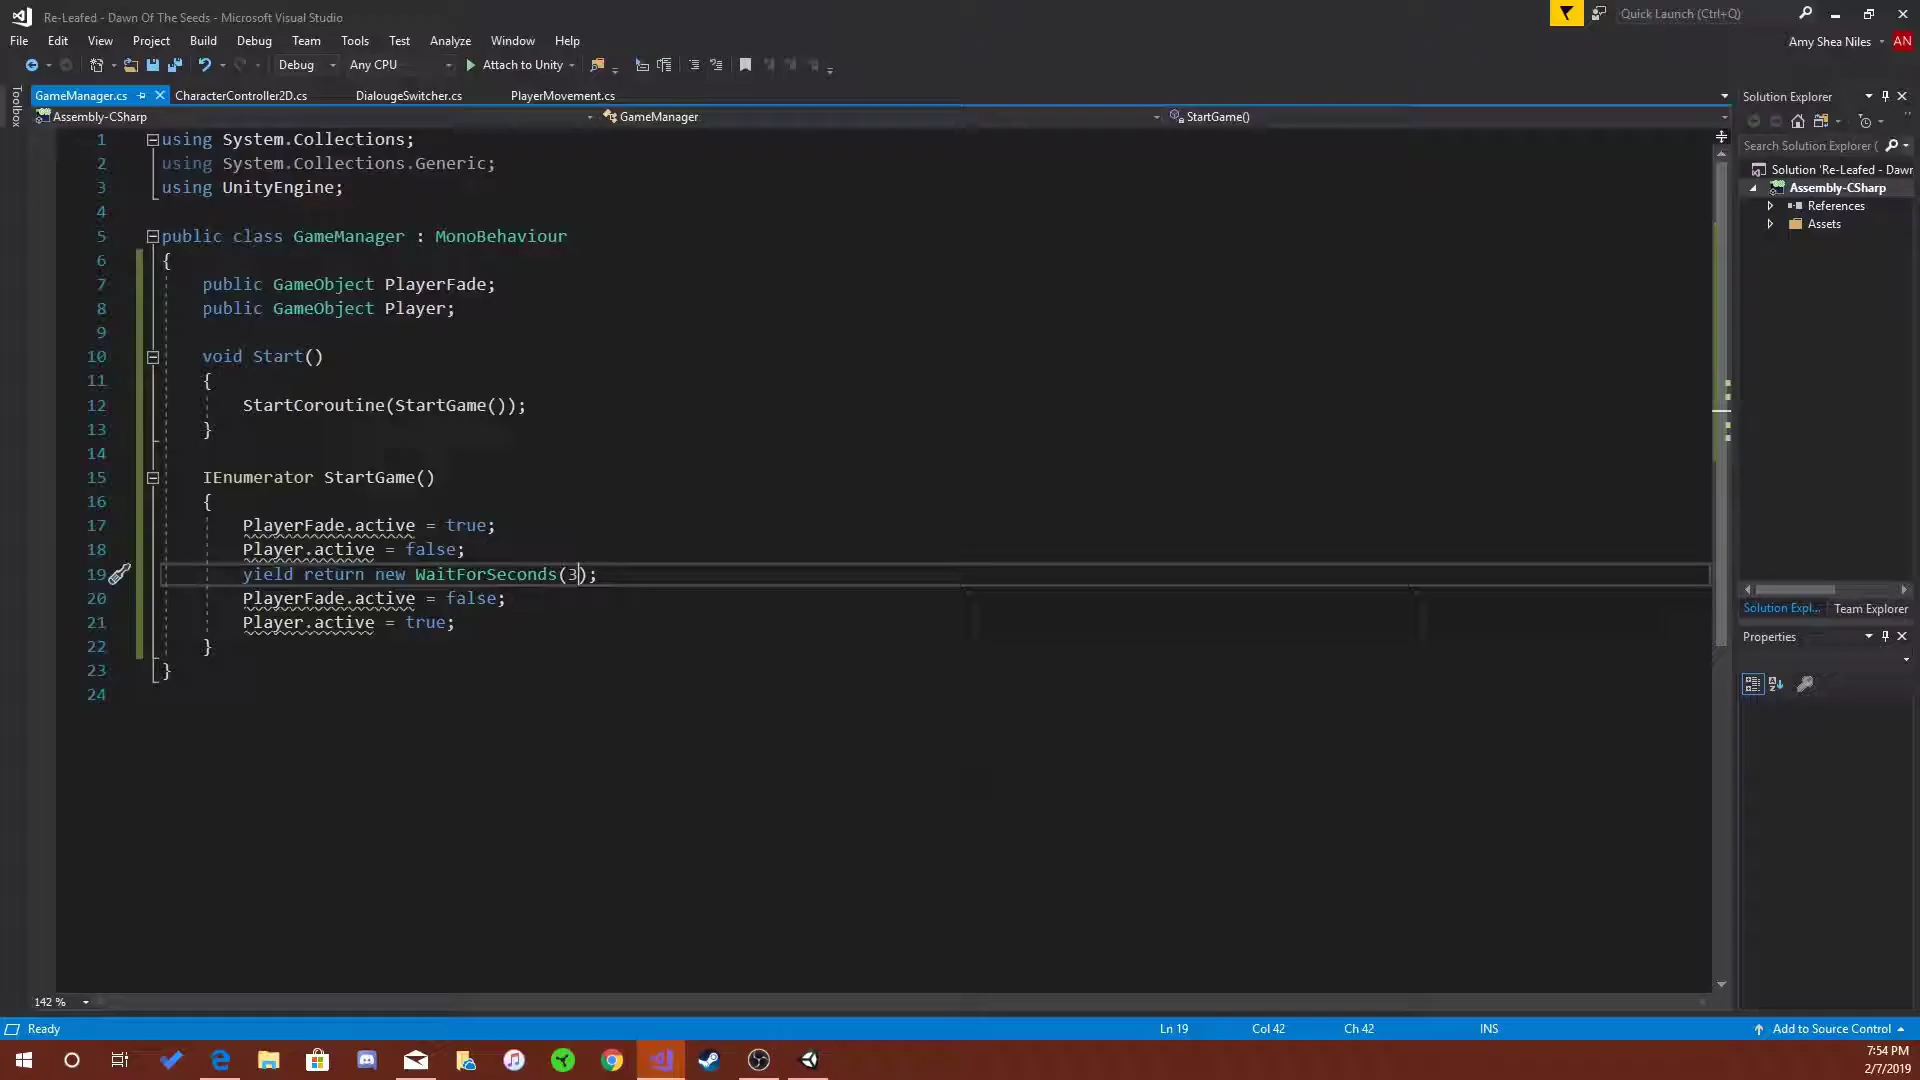 Re-Leafed - Dawn Of The Seeds - Microsoft Visual Studio
Quick Launch (Ctrl+Q)
File Edit View Project Build Debug Team Tools Test Analyze Window Help
Amy Shea Niles AN
Debug Any CPU Attach to Unity
Toolbox
GameManager.cs CharacterController2D.cs DialougeSwitcher.cs PlayerMovement.cs
Assembly-CSharp GameManager StartGame()
1 using System.Collections;
2 using System.Collections.Generic;
3 using UnityEngine;
4
5 public class GameManager : MonoBehaviour
6 {
7 public GameObject PlayerFade;
8 public GameObject Player;
9
10 void Start()
11 {
12 StartCoroutine(StartGame());
13 }
14
15 IEnumerator StartGame()
16 {
17 PlayerFade.active = true;
18 Player.active = false;
19 yield return new WaitForSeconds(3);
20 PlayerFade.active = false;
21 Player.active = true;
22 }
23 }
24
Solution Explorer
Search Solution Explorer (
Solution 'Re-Leafed - Dawn
Assembly-CSharp
References
Assets
Solution Expl... Team Explorer
Properties
142 %
Ready Ln 19 Col 42 Ch 42 INS Add to Source Control
7:54 PM
2/7/2019